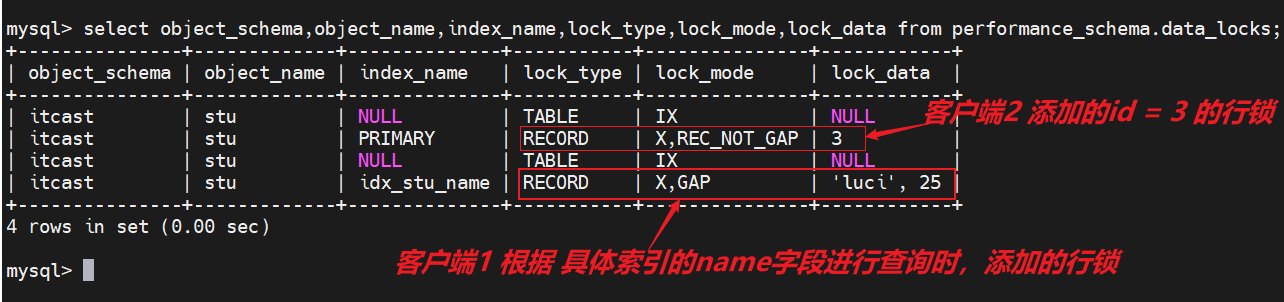 mysql> select object_schema,object_name,index_name,lock_type,lock_mode,lock_data from performance_schema.data_locks;
+---------------+-------------+--------------+-----------+---------------+------------+
| object_schema | object_name | index_name   | lock_type | lock_mode     | lock_data  |
+---------------+-------------+--------------+-----------+---------------+------------+
| itcast        | stu         | NULL         | TABLE     | IX            | NULL       |
客户端2 添加的id = 3 的行锁
| itcast        | stu         | PRIMARY      | RECORD    | X,REC_NOT_GAP | 3          |
| itcast        | stu         | NULL         | TABLE     | IX            | NULL       |
| itcast        | stu         | idx_stu_name | RECORD    | X,GAP         | 'luci', 25 |
+---------------+-------------+--------------+-----------+---------------+------------+
4 rows in set (0.00 sec)
客户端1 根据 具体索引的name字段进行查询时，添加的行锁
mysql>